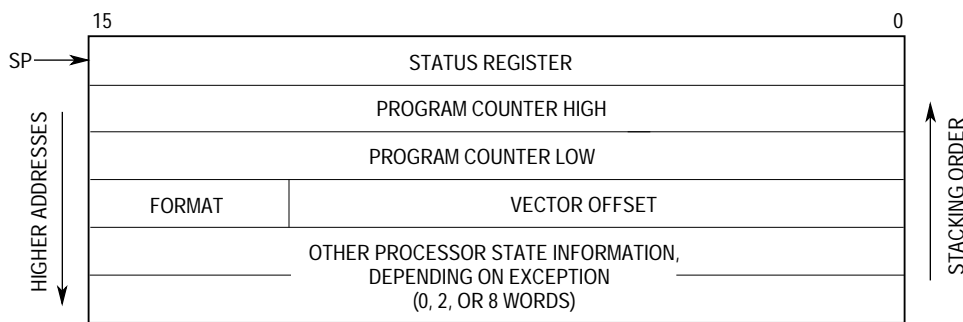 15 0
SP
STATUS REGISTER
PROGRAM COUNTER HIGH
PROGRAM COUNTER LOW
FORMAT VECTOR OFFSET
OTHER PROCESSOR STATE INFORMATION,
DEPENDING ON EXCEPTION
(0, 2, OR 8 WORDS)
HIGHER ADDRESSES
STACKING ORDER